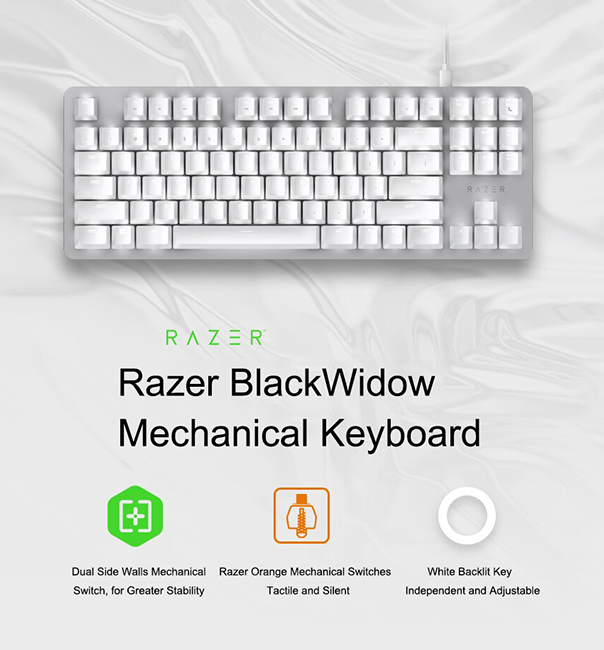 RAZER
RAZER
Razer BlackWidow
Mechanical Keyboard
Dual Side Walls Mechanical
Switch, for Greater Stability
Razer Orange Mechanical Switches
Tactile and Silent
White Backlit Key
Independent and Adjustable